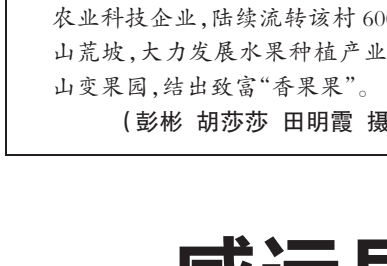 农业科技企业，陆续流转该村 60
山荒坡，大力发展水果种植产业
山变果园，结出致富“香果果”。
（彭彬 胡莎莎 田明霞 摄